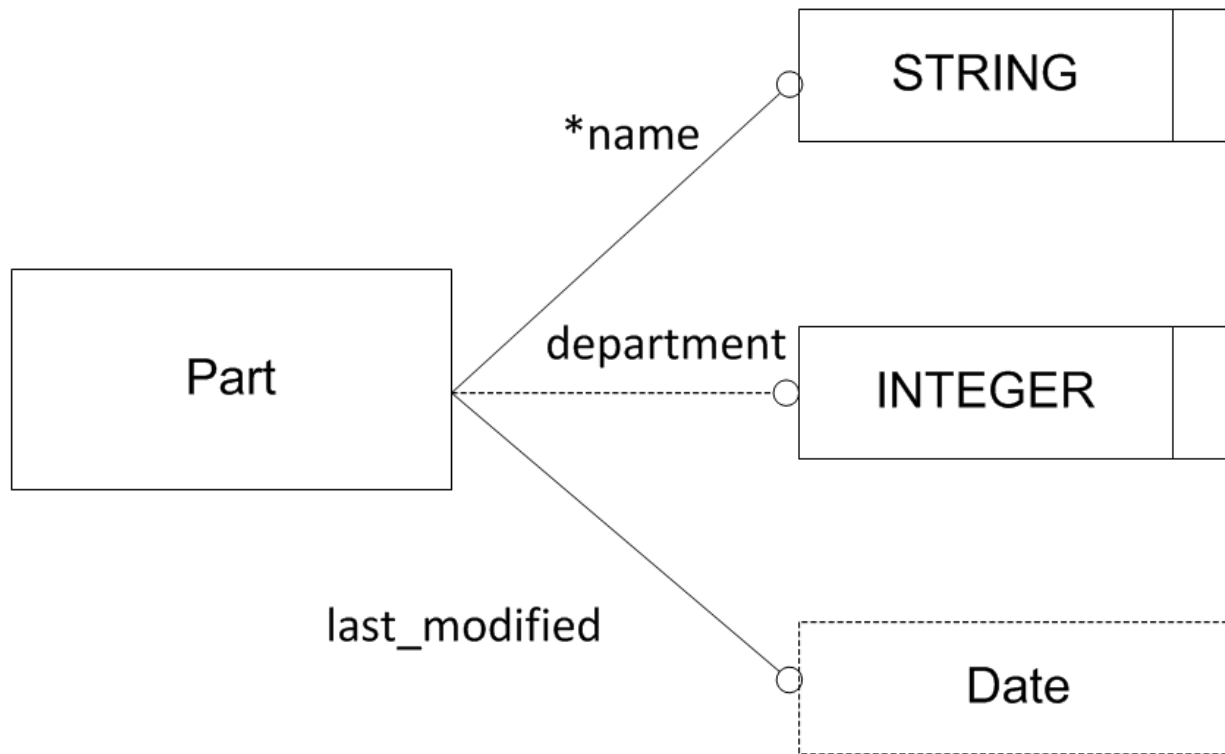 STRING
*name
department
Part
INTEGER
last_modified
Date